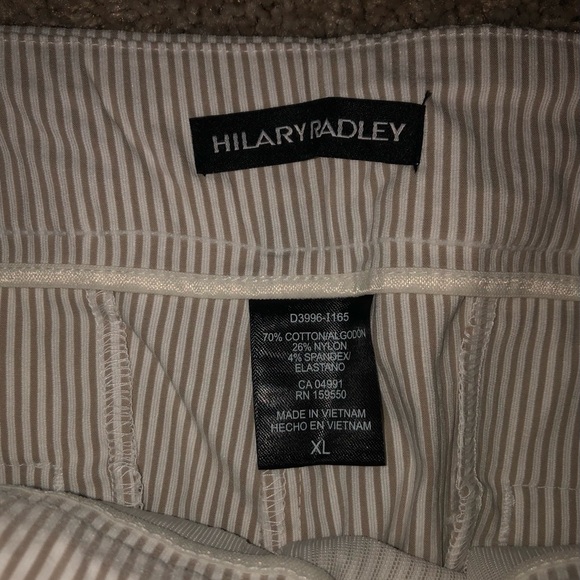 HILARY RADLEY
D3996-I165
70% COTTON/ALGODÓN
26% NYLON
4% SPANDEX/
ELASTANO
CA 04991
RN 159550
MADE IN VIETNAM
HECHO EN VIETNAM
XL